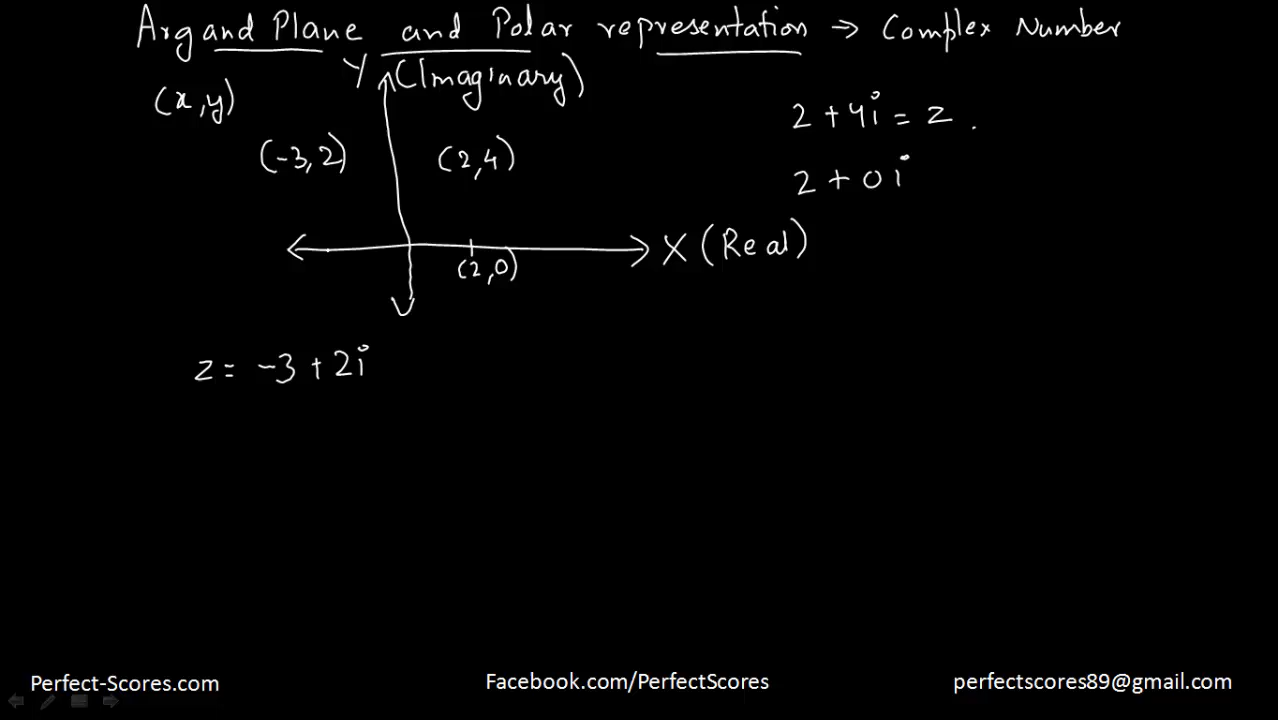 Argand Plane and Polar representation → Complex Number
Y (Imaginary)
(x,y)
2 + 4i = z .
(-3,2) (2,4)
2 + 0i
X (Real)
(2,0)
z = -3 + 2i
Perfect-Scores.com Facebook.com/PerfectScores perfectscores89@gmail.com